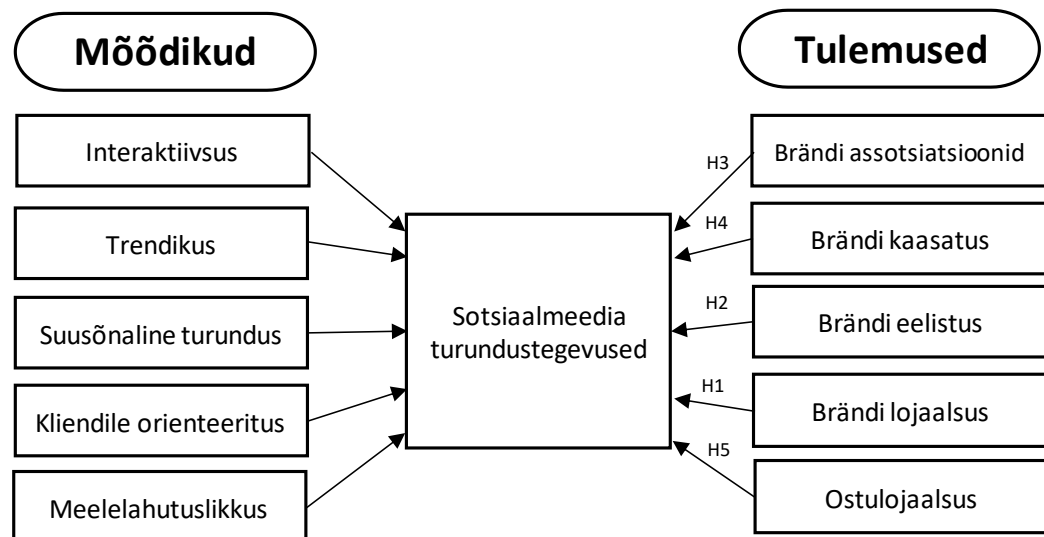 Mõõdikud
Interaktiivsus
Trendikus
Suusõnaline turundus
Kliendile orienteeritus
Meelelahutuslikkus
Sotsiaalmeedia
turundustegevused
H3
H4
H2
H1
H5
Tulemused
Brändi assotsiatsioonid
Brändi kaasatus
Brändi eelistus
Brändi lojaalsus
Ostulojaalsus